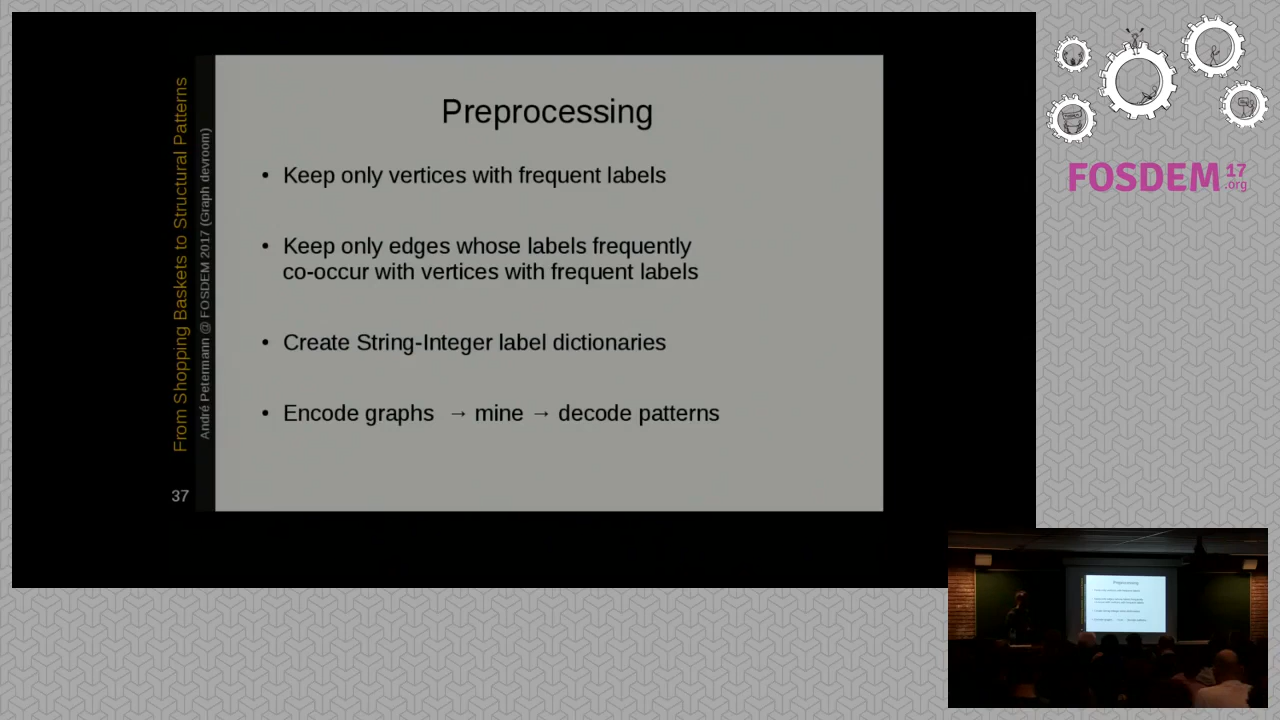 From Shopping Baskets to Structural Patterns
André Petermann @ FOSDEM 2017 (Graph devroom)
37
Preprocessing
• Keep only vertices with frequent labels
• Keep only edges whose labels frequently
co-occur with vertices with frequent labels
• Create String-Integer label dictionaries
• Encode graphs → mine → decode patterns
FOSDEM 17
.org
Preprocessing